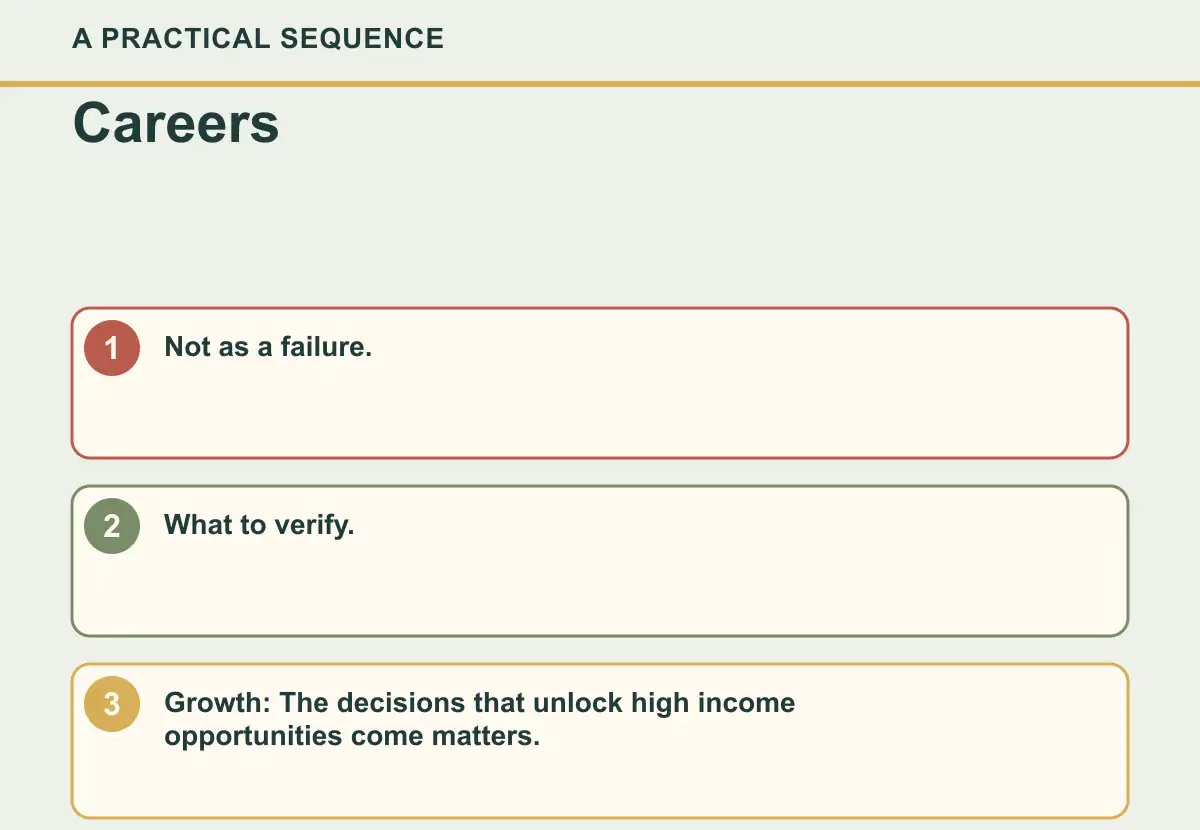 A PRACTICAL SEQUENCE
Careers
1 Not as a failure.
2 What to verify.
3 Growth: The decisions that unlock high income
opportunities come matters.